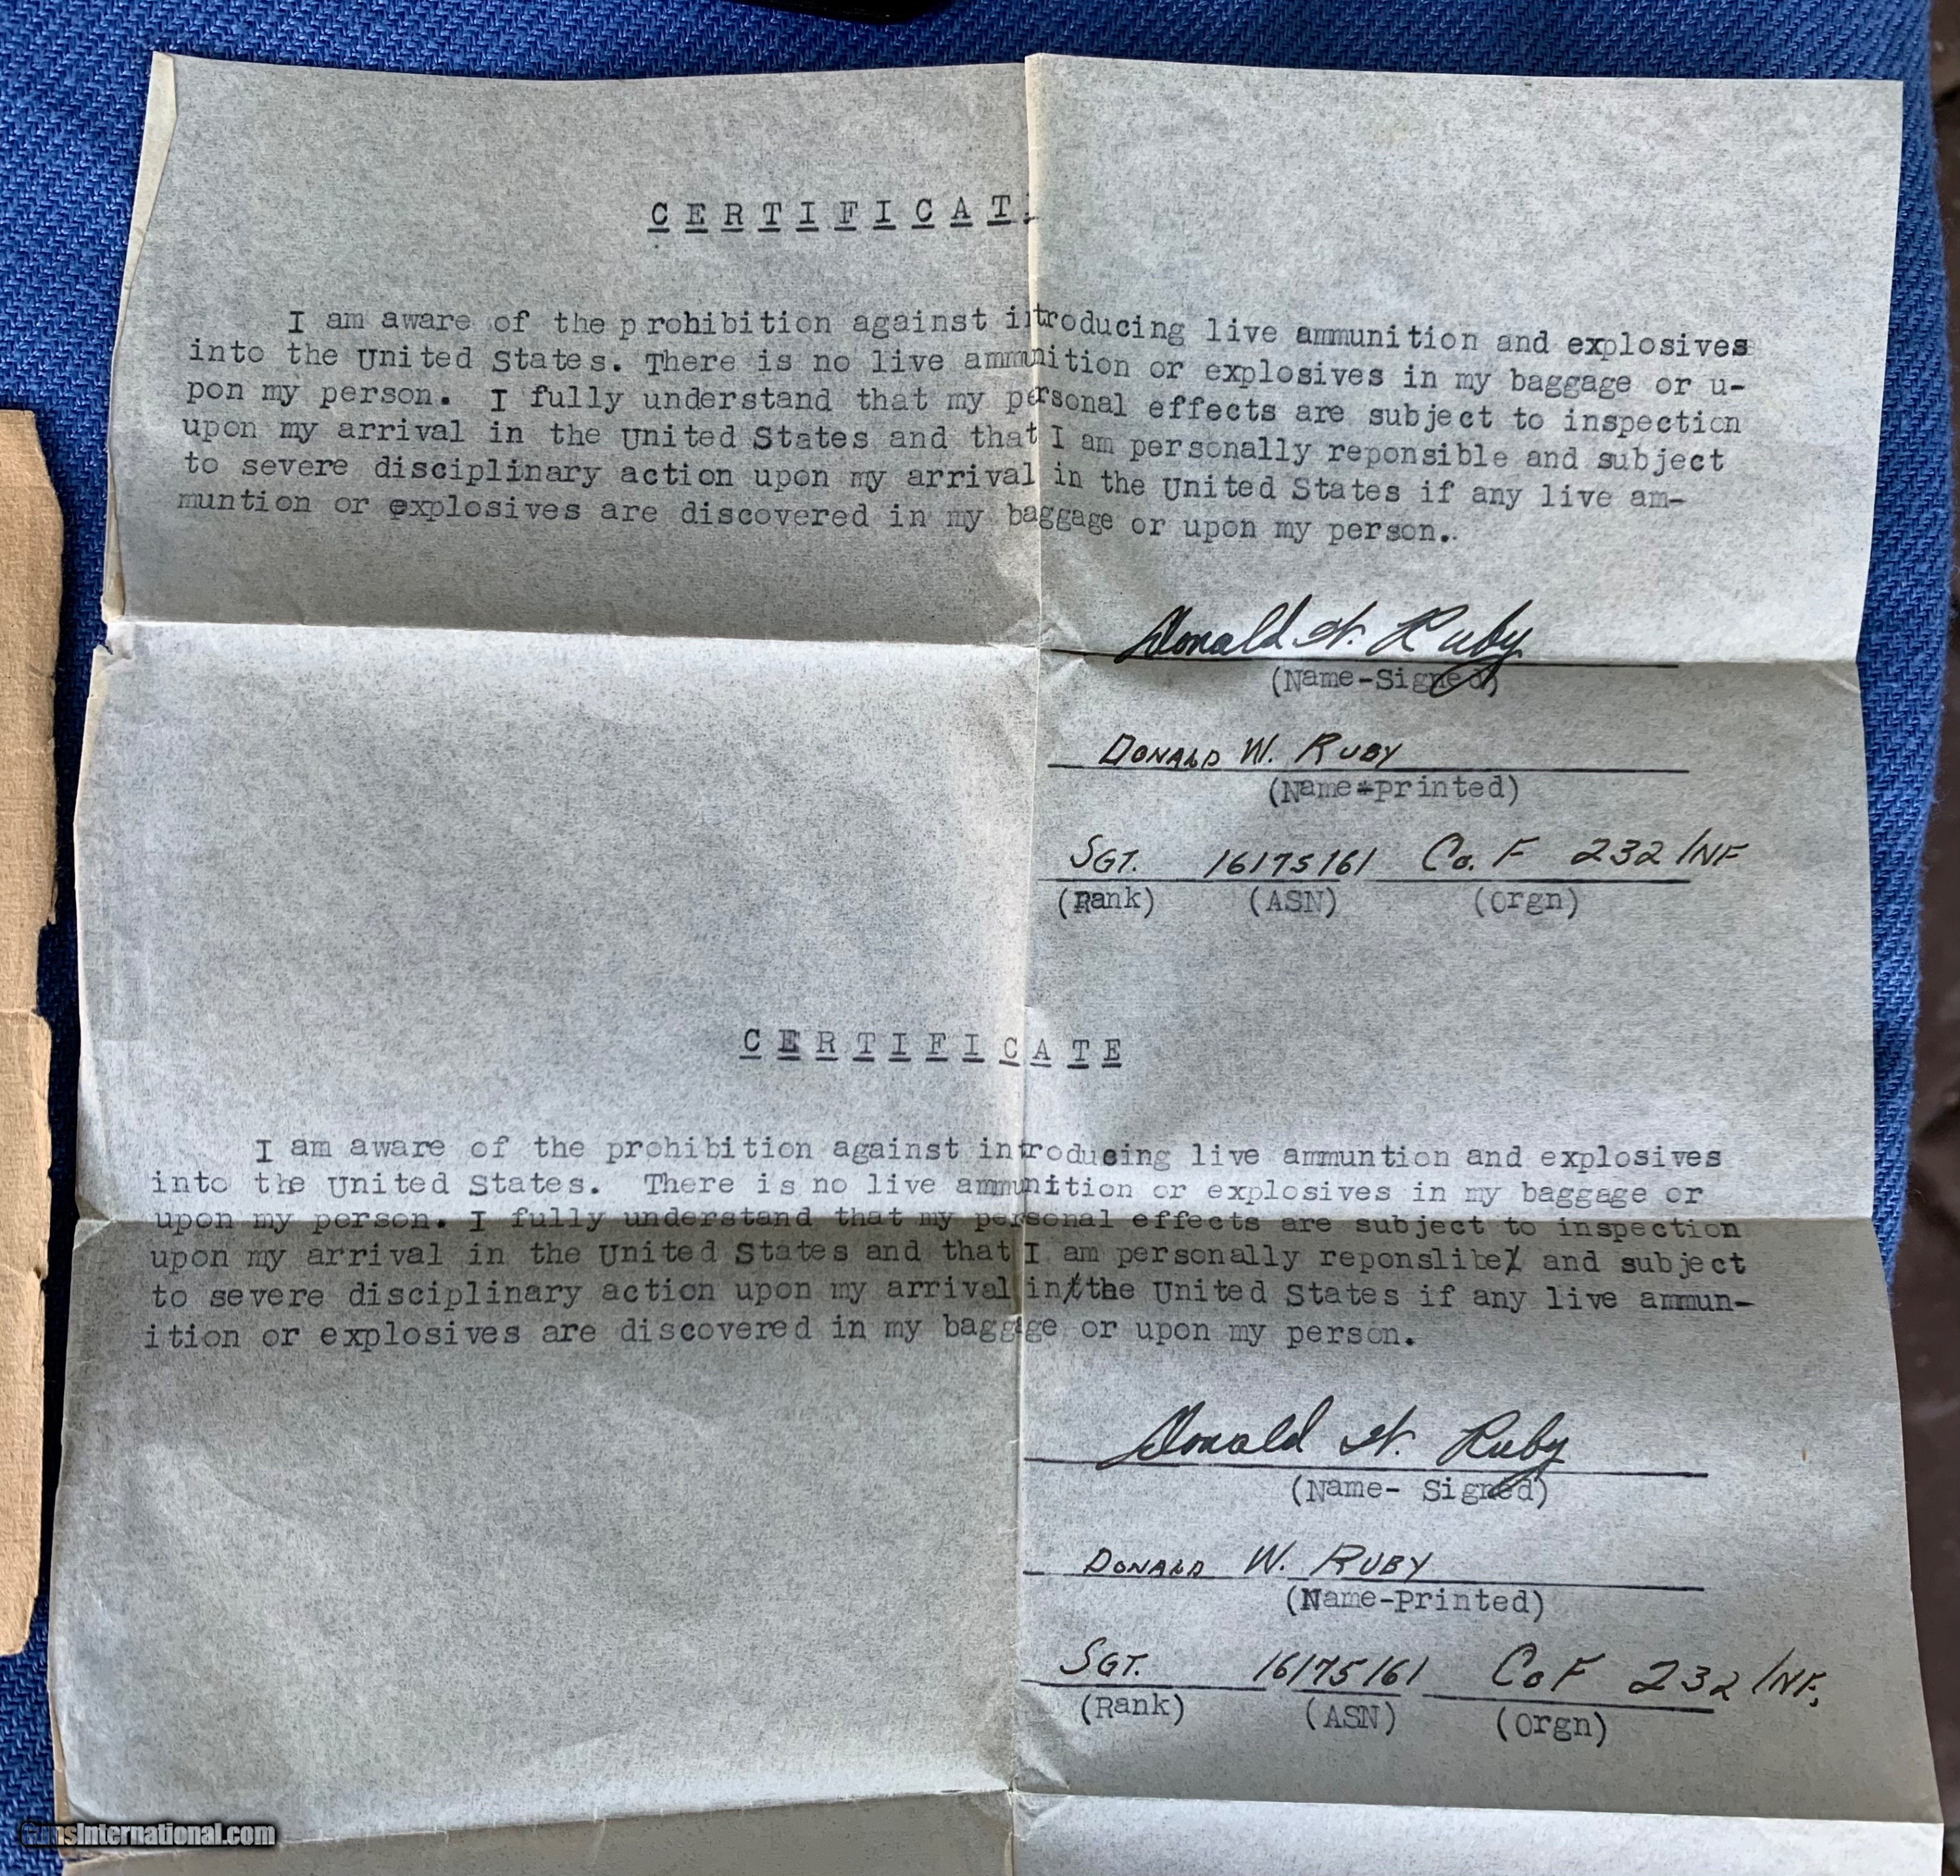 CERTIFICATE
I am aware of the prohibition against introducing live ammunition and explosives
into the United States. There is no live ammunition or explosives in my baggage or u-
pon my person. I fully understand that my personal effects are subject to inspection
upon my arrival in the United States and that I am personally reponsible and subject
to severe disciplinary action upon my arrival in the United States if any live am-
muntion or explosives are discovered in my baggage or upon my person..
Donald W. Ruby
(Name-Signed)
DONALD W. RUBY
(Name-Printed)
SGT. 16175161 Co. F 232 INF
(Rank) (ASN) (Orgn)
CERTIFICATE
I am aware of the prohibition against introducing live ammuntion and explosives
into the United States. There is no live ammunition or explosives in my baggage or
upon my person. I fully understand that my personal effects are subject to inspection
upon my arrival in the United States and that I am personally reponslibe and subject
to severe disciplinary action upon my arrival in the United States if any live ammun-
ition or explosives are discovered in my baggage or upon my person.
Donald W. Ruby
(Name- Signed)
DONALD W. RUBY
(Name-Printed)
SGT. 16175161 Co F 232 INF.
(Rank) (ASN) (Orgn)
GunsInternational.com